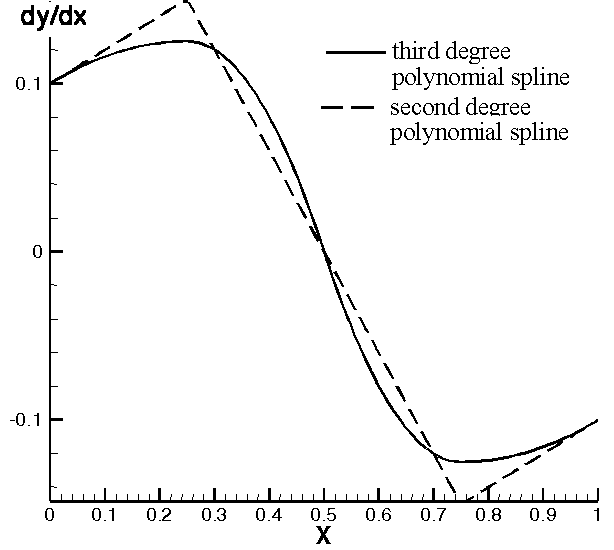 dy/dx
third degree
polynomial spline
second degree
polynomial spline
0.1
0
-0.1
0 0.1 0.2 0.3 0.4 0.5 0.6 0.7 0.8 0.9 1
X